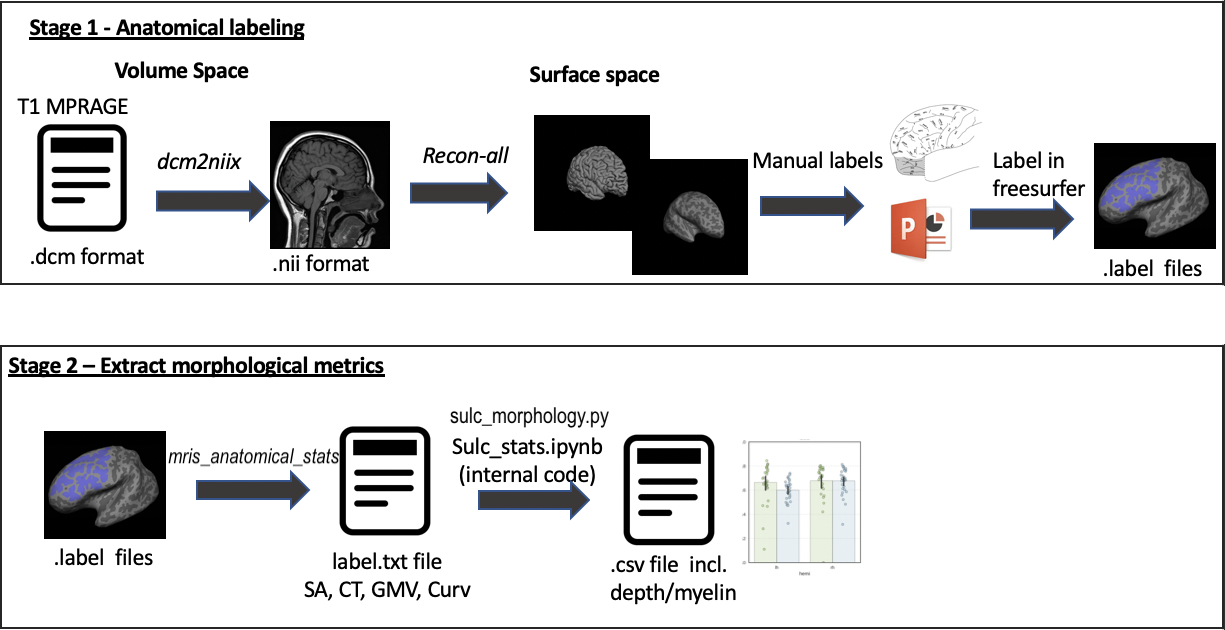 Stage 1 - Anatomical labeling
Volume Space
Surface space
T1 MPRAGE
dcm2niix
Recon-all
Manual labels
Label in
freesurfer
P
.dcm format
.nii format
.label  files
Stage 2 – Extract morphological metrics
sulc_morphology.py
Sulc_stats.ipynb
(internal code)
mris_anatomical_stats
.label  files
label.txt file
SA, CT, GMV, Curv
.csv file  incl.
depth/myelin
hemi